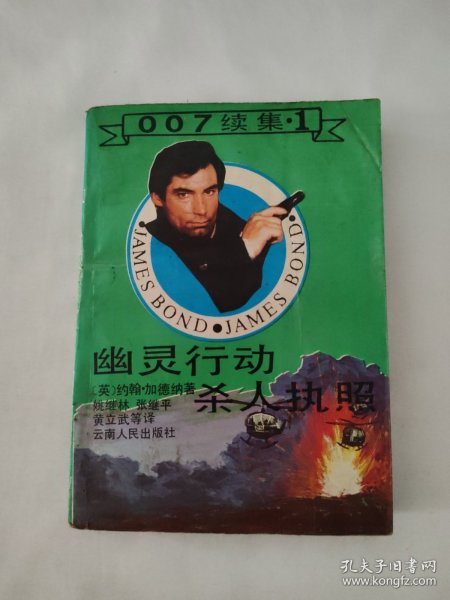 007续集·1
JAMES BOND●JAMES BOND●
幽灵行动
杀人执照
(英)约翰·加德纳著
姚继林 张继平
黄立武等译
云南人民出版社
孔夫子旧书网
www.kongfz.com